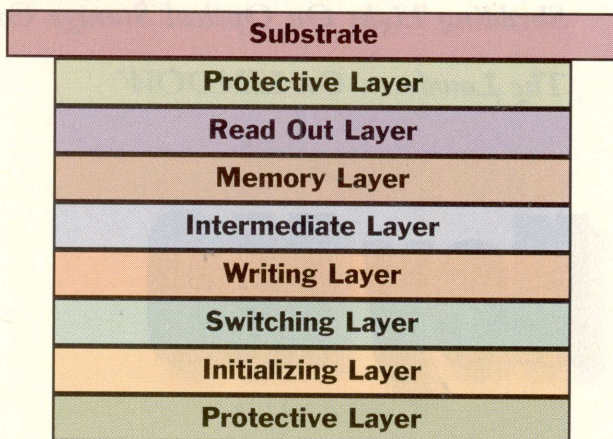 Substrate
Protective Layer
Read Out Layer
Memory Layer
Intermediate Layer
Writing Layer
Switching Layer
Initializing Layer
Protective Layer